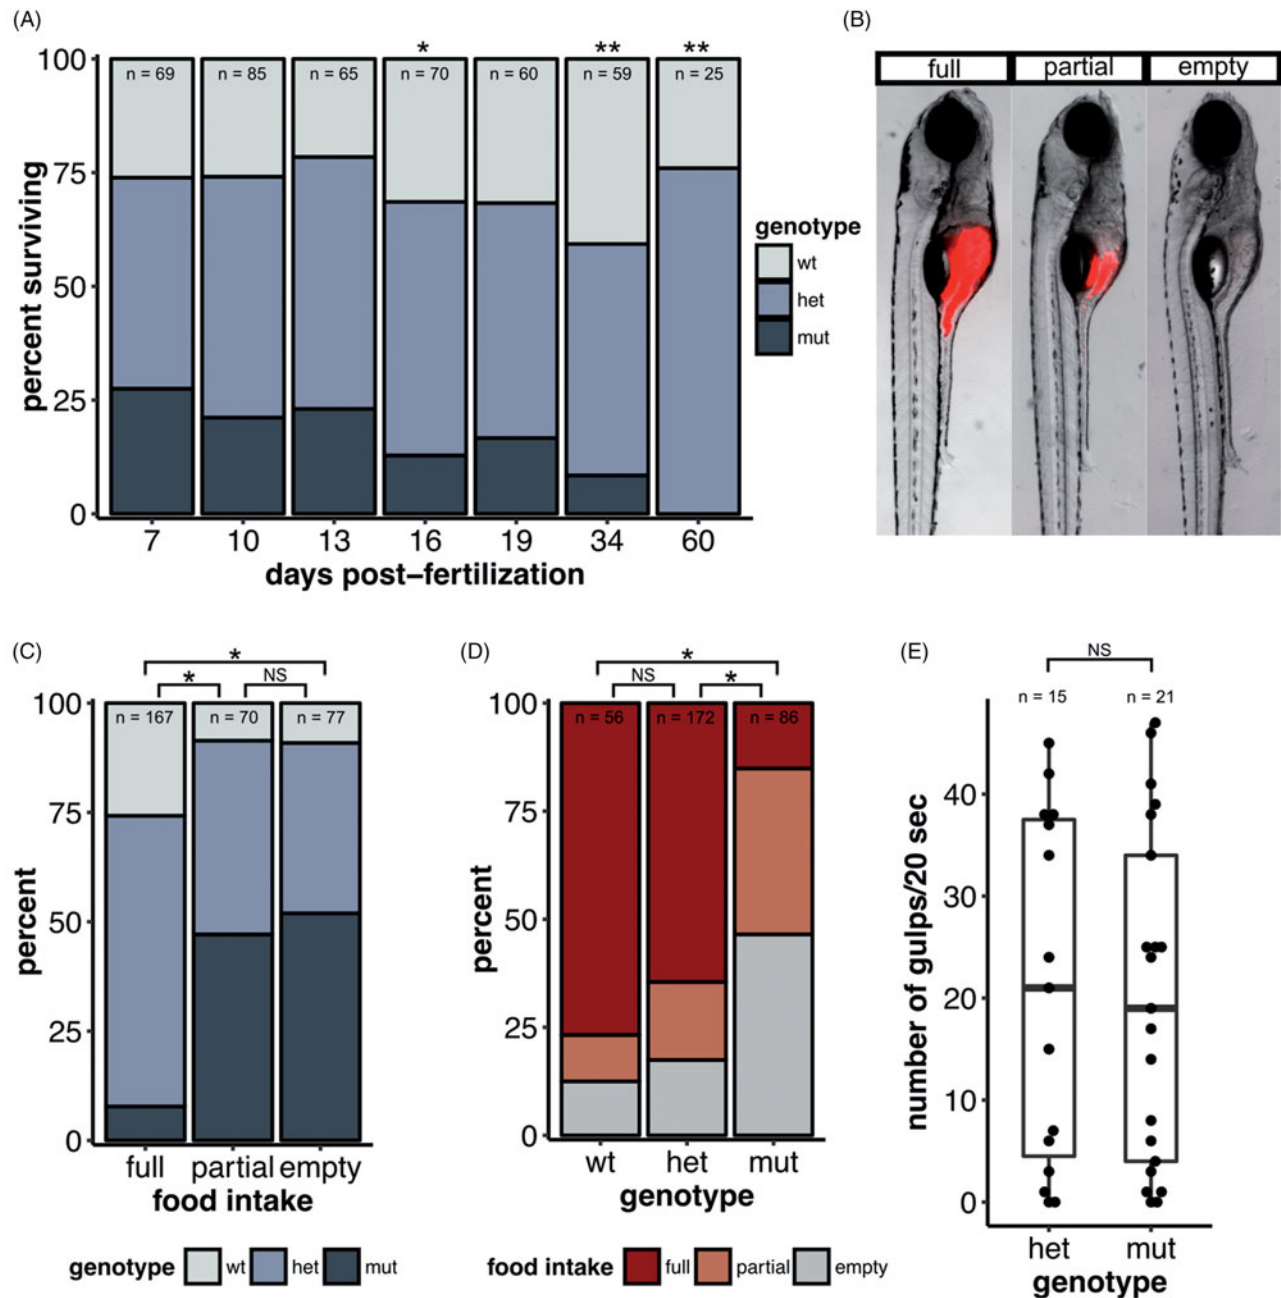 (A)
* ** **
percent surviving
100
75
50
25
0
n = 69 n = 85 n = 65 n = 70 n = 60 n = 59 n = 25
7 10 13 16 19 34 60
days post–fertilization
genotype
wt
het
mut
(B)
full partial empty
(C)
*
* NS
percent
100
75
50
25
0
n = 167 n = 70 n = 77
full partial empty
food intake
genotype wt het mut
(D)
*
NS *
percent
100
75
50
25
0
n = 56 n = 172 n = 86
wt het mut
genotype
food intake full partial empty
(E)
NS
n = 15 n = 21
number of gulps/20 sec
40
30
20
10
0
het mut
genotype